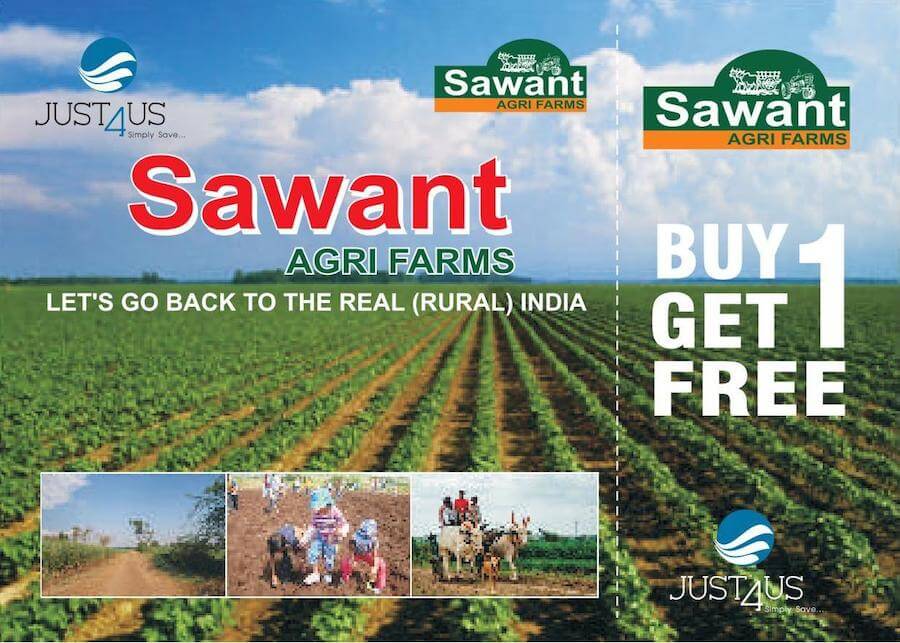 JUST4US
Simply Save...
Sawant
AGRI FARMS
Sawant
AGRI FARMS
LET'S GO BACK TO THE REAL (RURAL) INDIA
Sawant
AGRI FARMS
BUY 1
GET
FREE
JUST4US
Simply Save...